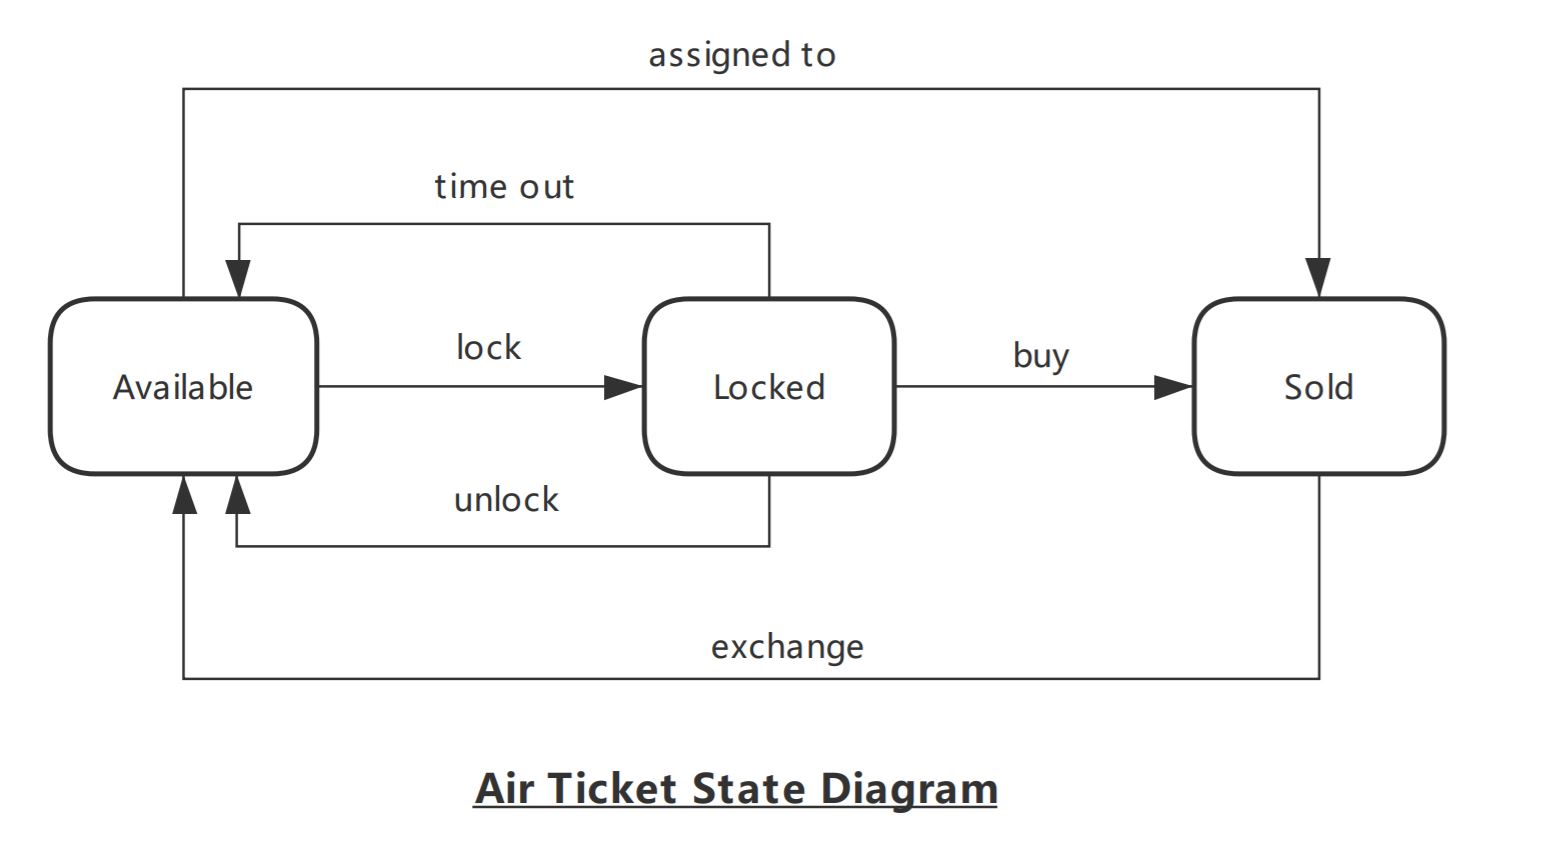 assigned to
time out
lock
buy
Available
Locked
Sold
unlock
exchange
Air Ticket State Diagram